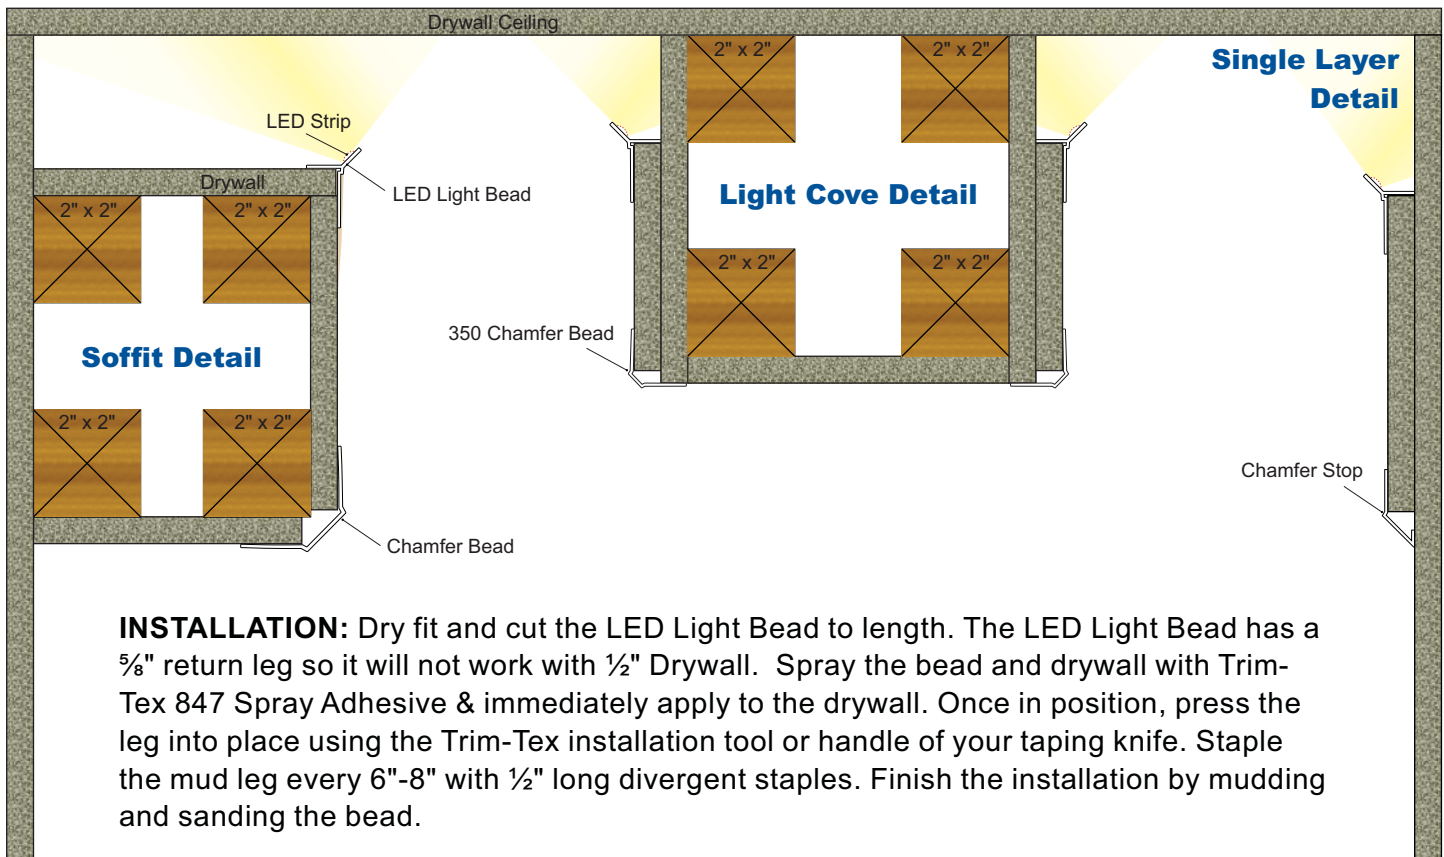 Drywall Ceiling
2" x 2"
2" x 2"
Single Layer
Detail
LED Strip
Drywall
LED Light Bead
Light Cove Detail
2" x 2"
2" x 2"
2" x 2"
2" x 2"
350 Chamfer Bead
Soffit Detail
2" x 2"
2" x 2"
Chamfer Stop
Chamfer Bead
INSTALLATION: Dry fit and cut the LED Light Bead to length. The LED Light Bead has a
⅝" return leg so it will not work with ½" Drywall.  Spray the bead and drywall with Trim-
Tex 847 Spray Adhesive & immediately apply to the drywall. Once in position, press the
leg into place using the Trim-Tex installation tool or handle of your taping knife. Staple
the mud leg every 6"-8" with ½" long divergent staples. Finish the installation by mudding
and sanding the bead.